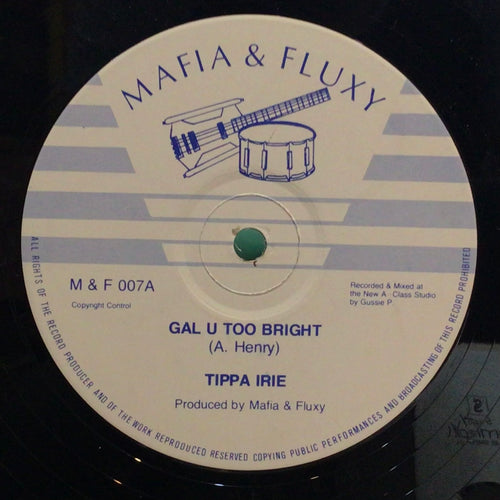 MAFIA & FLUXY
M & F 007A
Copyright Control
Recorded & Mixed at
the New A - Class Studio
by Gussie P.
GAL U TOO BRIGHT
(A. Henry)
TIPPA IRIE
Produced by Mafia & Fluxy
ALL RIGHTS OF THE RECORD PRODUCER AND OF THE WORK REPRODUCED RESERVED COPYING PUBLIC PERFORMANCES AND BROADCASTING OF THIS RECORD PROHIBITED